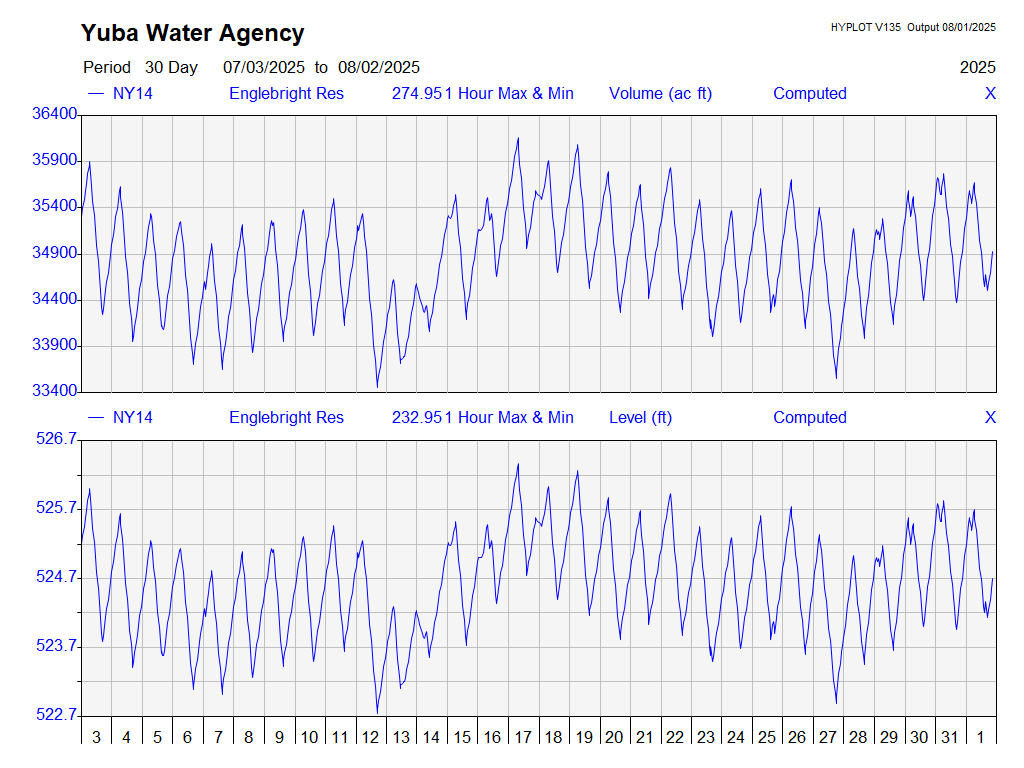 Yuba Water Agency
HYPLOT V135 Output 08/01/2025
Period 30 Day 07/03/2025 to 08/02/2025 2025
— NY14 Englebright Res 274.951 Hour Max & Min Volume (ac ft) Computed X
36400
35900
35400
34900
34400
33900
33400
— NY14 Englebright Res 232.951 Hour Max & Min Level (ft) Computed X
526.7
525.7
524.7
523.7
522.7
3 4 5 6 7 8 9 10 11 12 13 14 15 16 17 18 19 20 21 22 23 24 25 26 27 28 29 30 31 1